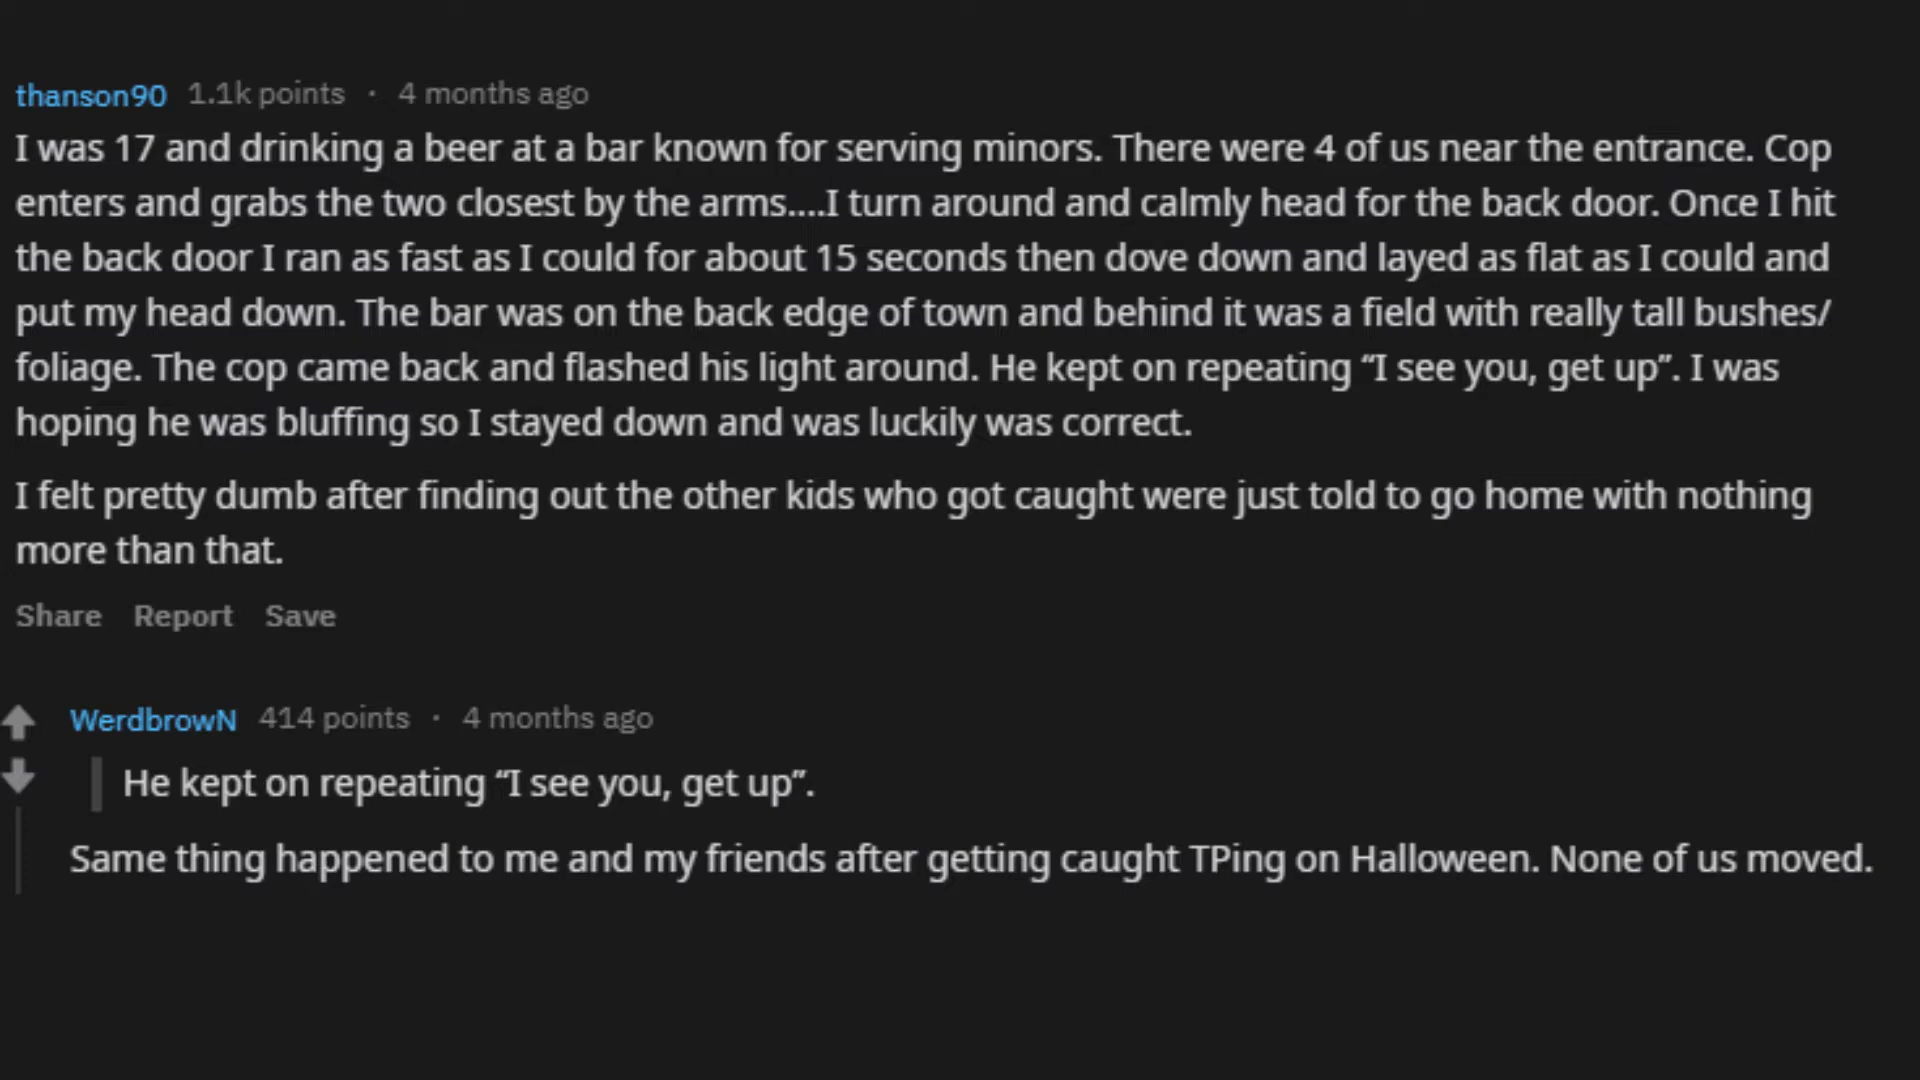 thanson90 1.1k points · 4 months ago
I was 17 and drinking a beer at a bar known for serving minors. There were 4 of us near the entrance. Cop
enters and grabs the two closest by the arms....I turn around and calmly head for the back door. Once I hit
the back door I ran as fast as I could for about 15 seconds then dove down and layed as flat as I could and
put my head down. The bar was on the back edge of town and behind it was a field with really tall bushes/
foliage. The cop came back and flashed his light around. He kept on repeating “I see you, get up”. I was
hoping he was bluffing so I stayed down and was luckily was correct.
I felt pretty dumb after finding out the other kids who got caught were just told to go home with nothing
more than that.
Share Report Save
WerdbrowN 414 points · 4 months ago
He kept on repeating “I see you, get up”.
Same thing happened to me and my friends after getting caught TPing on Halloween. None of us moved.